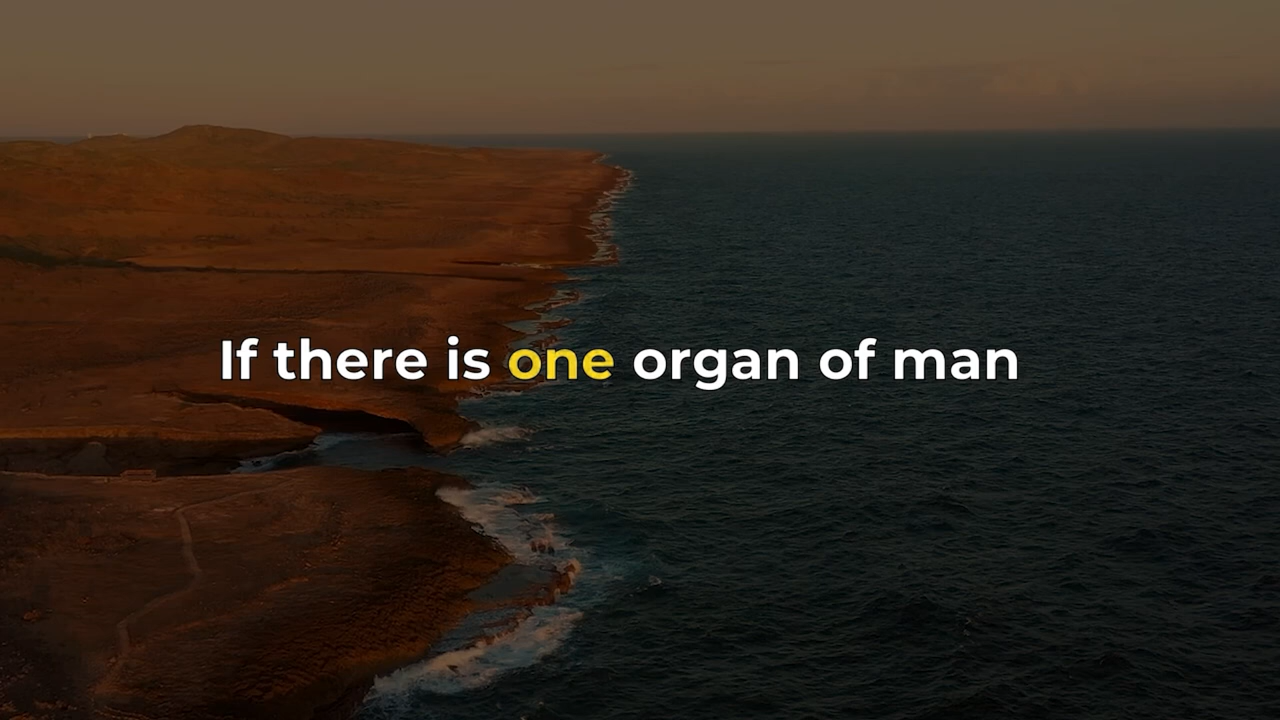 If there is one organ of man